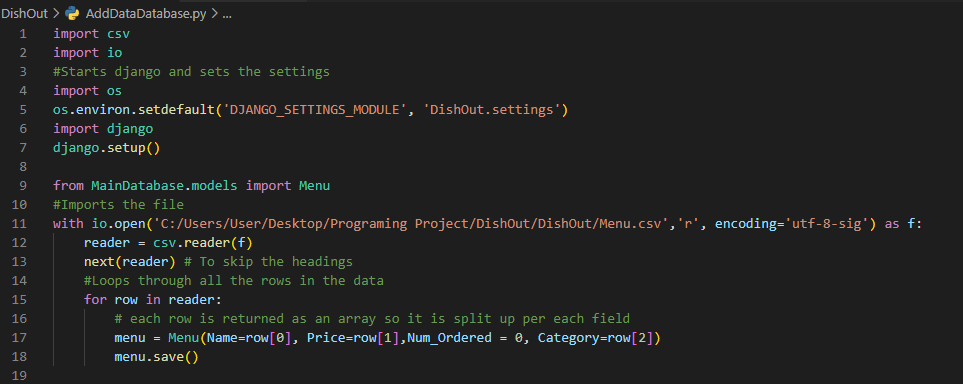 DishOut > AddDataDatabase.py > ...
1 import csv
2 import io
3 #Starts django and sets the settings
4 import os
5 os.environ.setdefault('DJANGO_SETTINGS_MODULE', 'DishOut.settings')
6 import django
7 django.setup()
8
9 from MainDatabase.models import Menu
10 #Imports the file
11 with io.open('C:/Users/User/Desktop/Programing Project/DishOut/DishOut/Menu.csv','r', encoding='utf-8-sig') as f:
12     reader = csv.reader(f)
13     next(reader) # To skip the headings
14     #Loops through all the rows in the data
15     for row in reader:
16         # each row is returned as an array so it is split up per each field
17         menu = Menu(Name=row[0], Price=row[1],Num_Ordered = 0, Category=row[2])
18         menu.save()
19